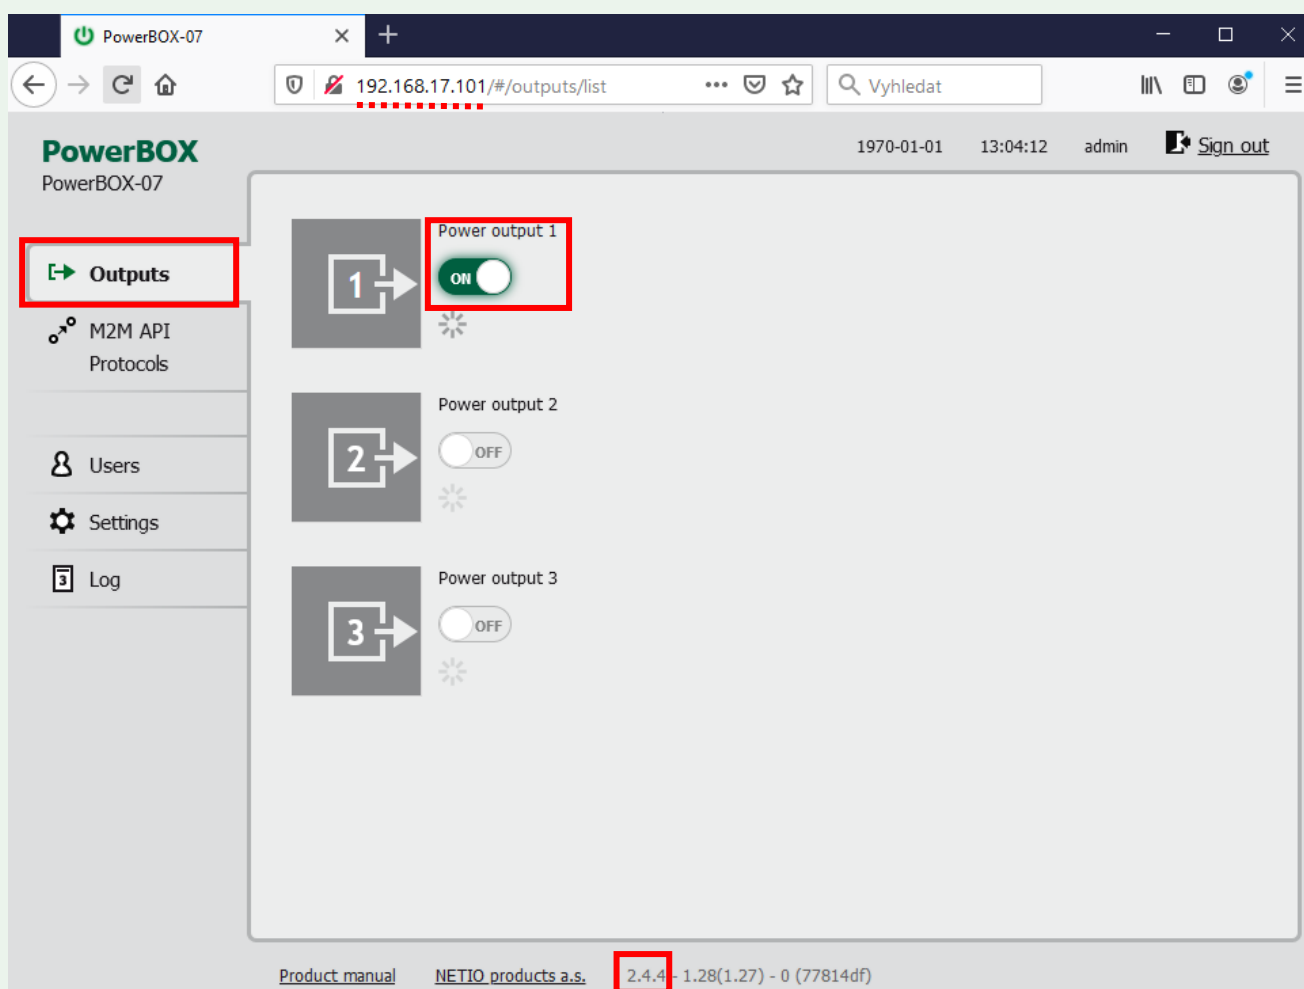 PowerBOX-07
192.168.17.101/#/outputs/list
Vyhledat
PowerBOX
PowerBOX-07
1970-01-01 13:04:12 admin Sign out
Outputs
M2M API
Protocols
Users
Settings
3 Log
1 Power output 1
ON
2 Power output 2
OFF
3 Power output 3
OFF
Product manual NETIO products a.s. 2.4.4 - 1.28(1.27) - 0 (77814df)